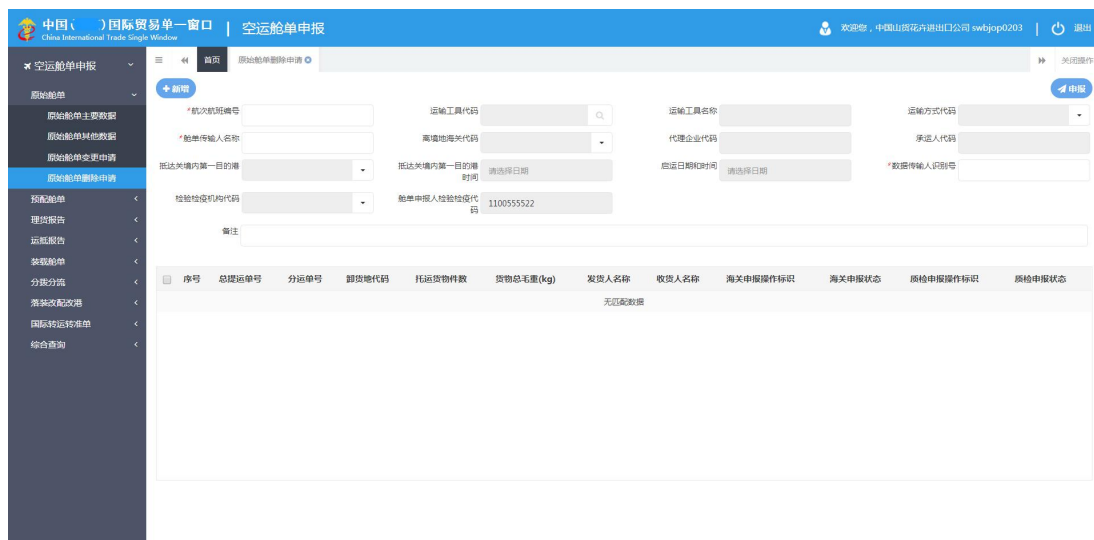 中国( )国际贸易单一窗口 | 空运舱单申报
China International Trade Single Window
欢迎您，中国山货花卉进出口公司 swbjop0203 | 退出
空运舱单申报
首页 原始舱单删除申请 关闭操作
原始舱单
原始舱单主要数据
原始舱单其他数据
原始舱单变更申请
原始舱单删除申请
预配舱单
理货报告
运抵报告
装载舱单
分拨分流
落装改配改港
国际转运转准单
综合查询
+新增 申报
*航次航班编号 运输工具代码 运输工具名称 运输方式代码
*舱单传输人名称 离境地海关代码 代理企业代码 承运人代码
抵达关境内第一目的港 抵达关境内第一目的港时间 请选择日期 启运日期和时间 请选择日期 *数据传输人识别号
检验检疫机构代码 舱单申报人检验检疫代码 1100555522
备注
序号 总提运单号 分运单号 卸货地代码 托运货物件数 货物总毛重(kg) 发货人名称 收货人名称 海关申报操作标识 海关申报状态 质检申报操作标识 质检申报状态
无匹配数据